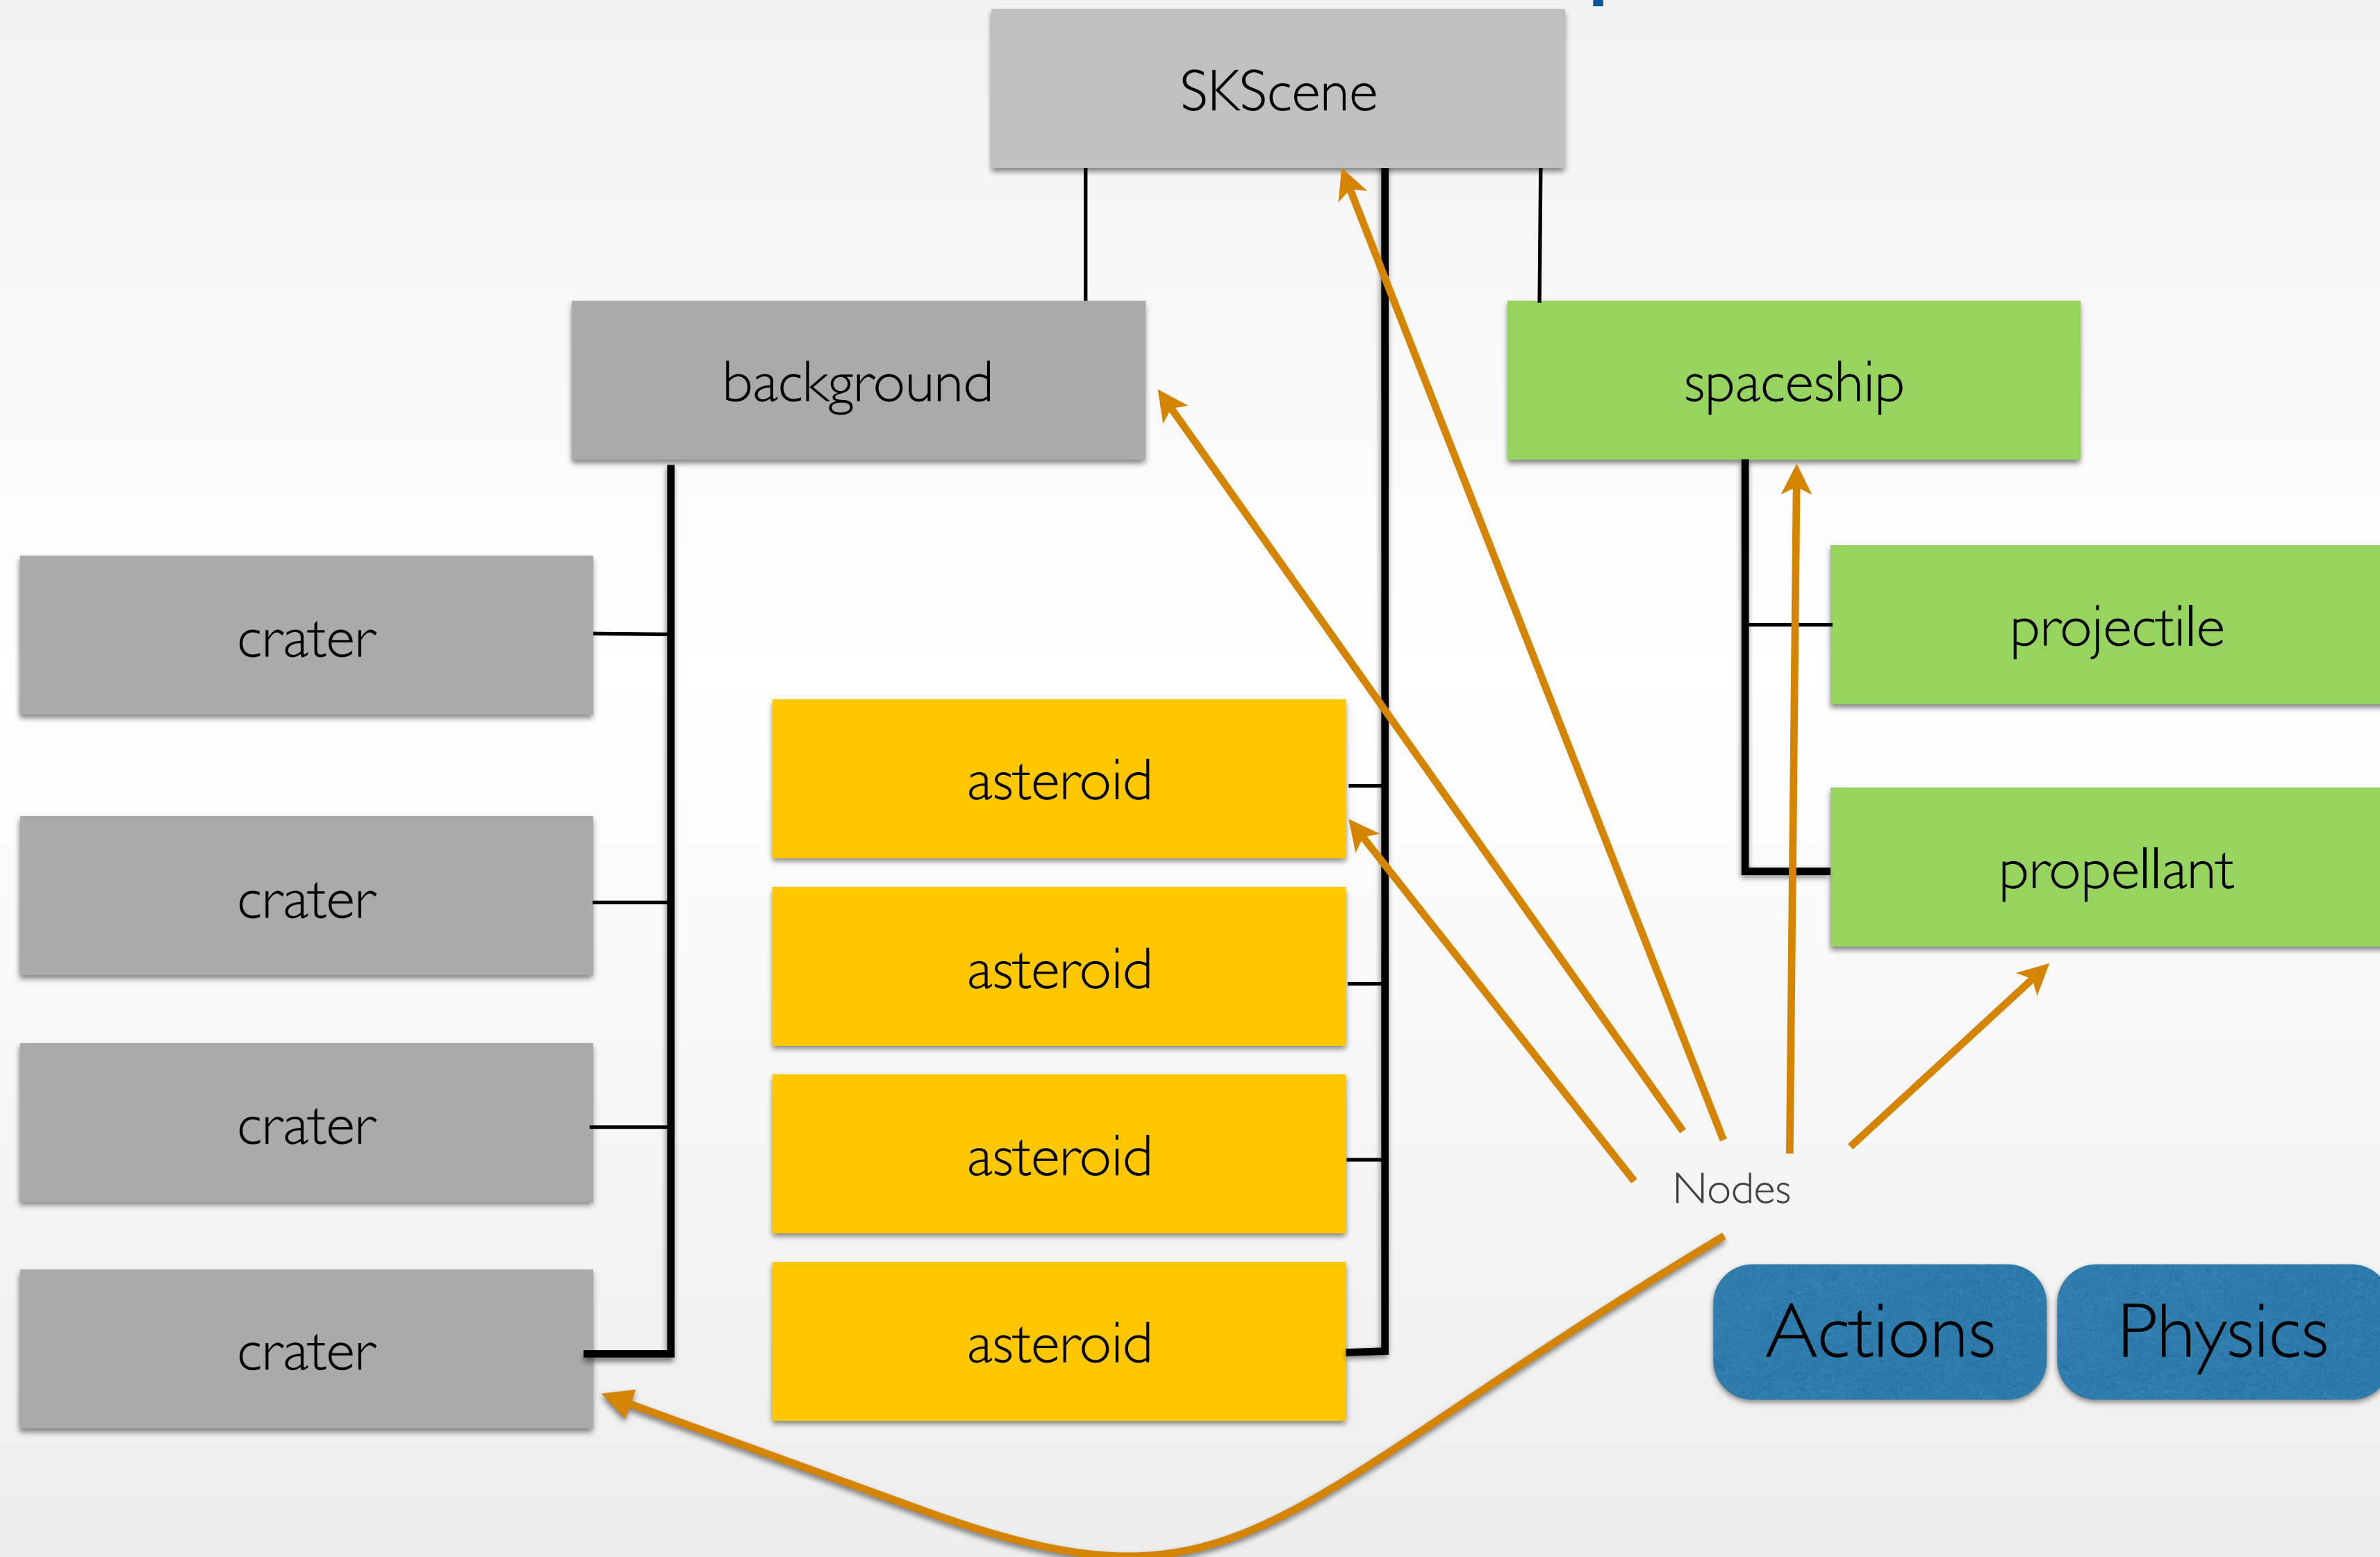 SKScene
background
spaceship
crater
projectile
asteroid
propellant
crater
asteroid
crater
asteroid
Nodes
crater
asteroid
Actions
Physics